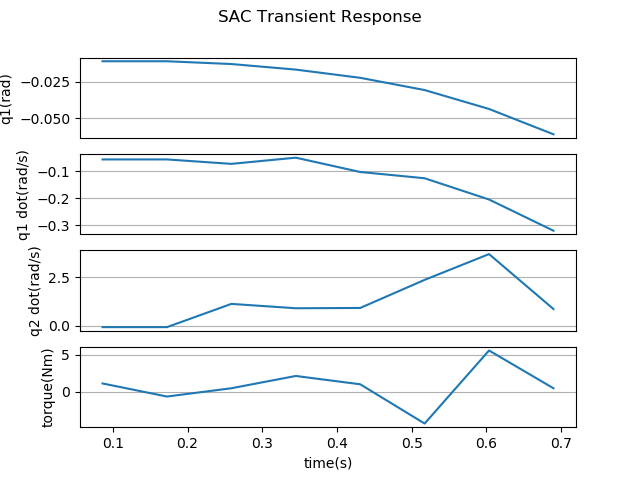 SAC Transient Response
q1(rad)
−0.025
−0.050
q1 dot(rad/s)
−0.1
−0.2
−0.3
q2 dot(rad/s)
2.5
0.0
torque(Nm)
5
0
0.1 0.2 0.3 0.4 0.5 0.6 0.7
time(s)